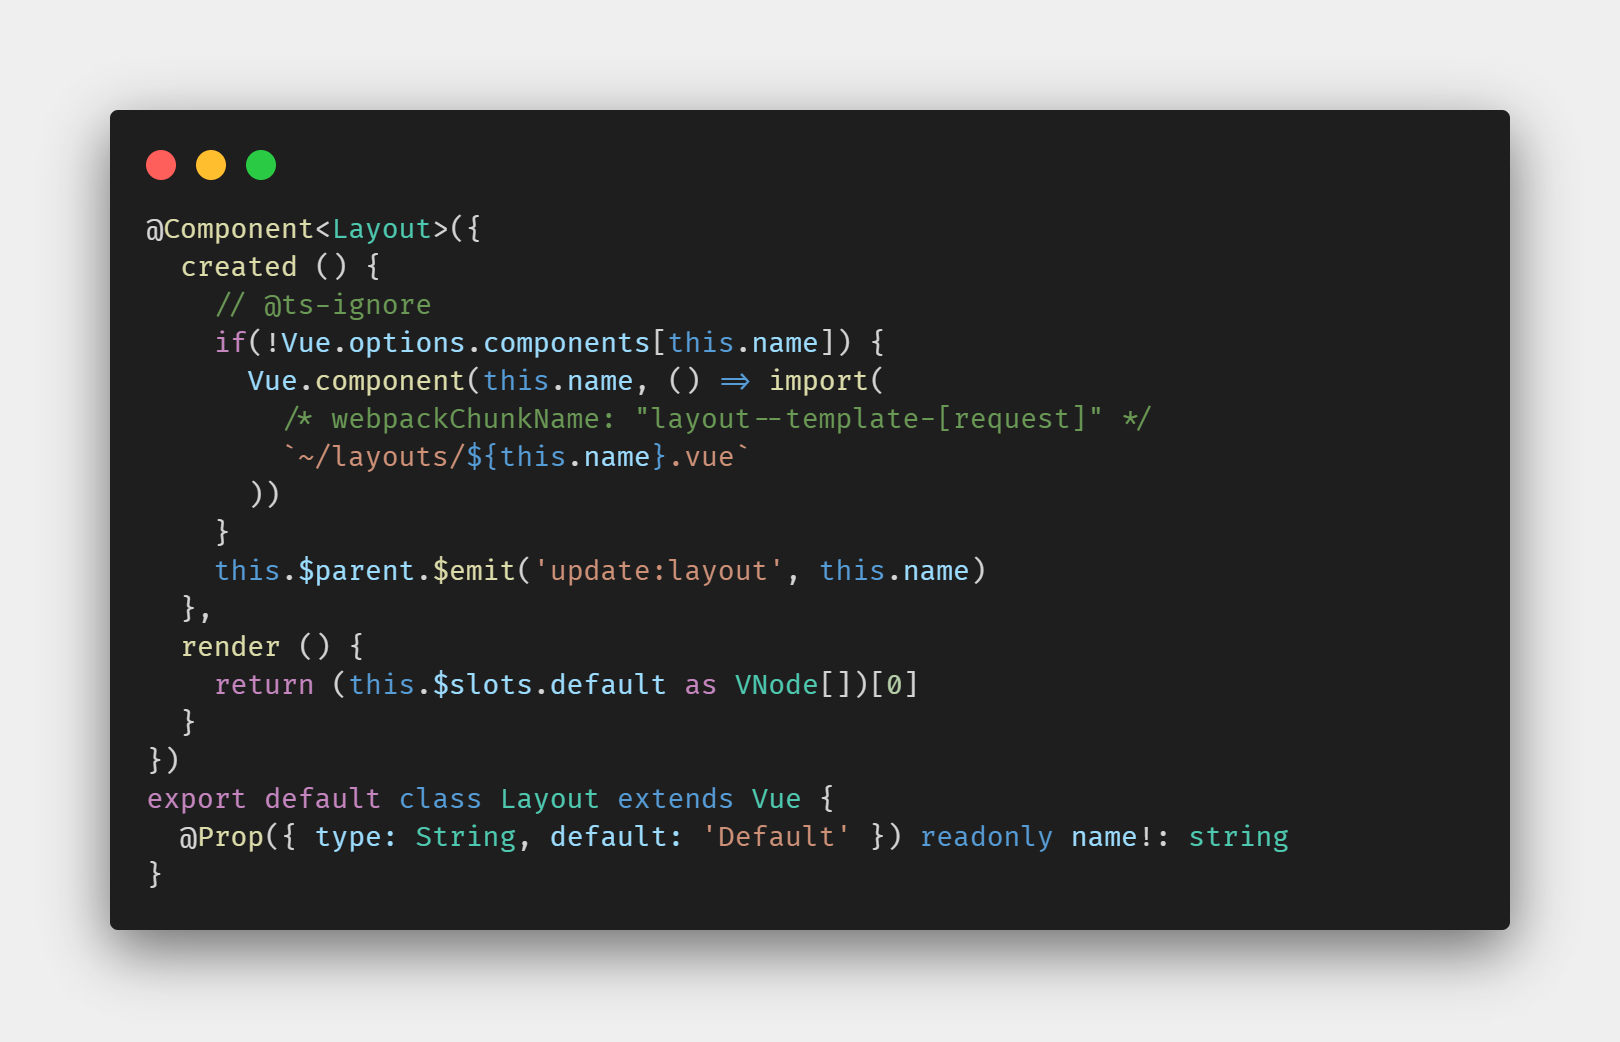 @Component<Layout>({
  created () {
    // @ts-ignore
    if(!Vue.options.components[this.name]) {
      Vue.component(this.name, () => import(
        /* webpackChunkName: "layout--template-[request]" */
        `~/layouts/${this.name}.vue`
      ))
    }
    this.$parent.$emit('update:layout', this.name)
  },
  render () {
    return (this.$slots.default as VNode[])[0]
  }
})
export default class Layout extends Vue {
  @Prop({ type: String, default: 'Default' }) readonly name!: string
}